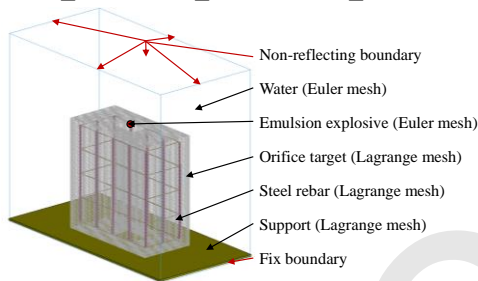 Non-reflecting boundary
Water (Euler mesh)
Emulsion explosive (Euler mesh)
Orifice target (Lagrange mesh)
Steel rebar (Lagrange mesh)
Support (Lagrange mesh)
Fix boundary